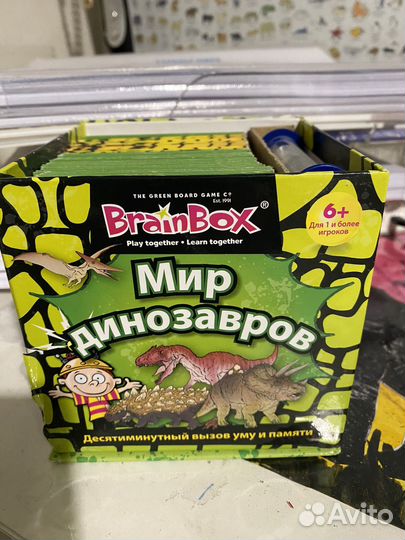 THE GREEN BOARD GAME Cº
Est. 1991
BrainBox®
Play together • Learn together
6+
Для 1 и более
игроков
Мир
динозавров
Десятиминутный вызов уму и памяти
Avito